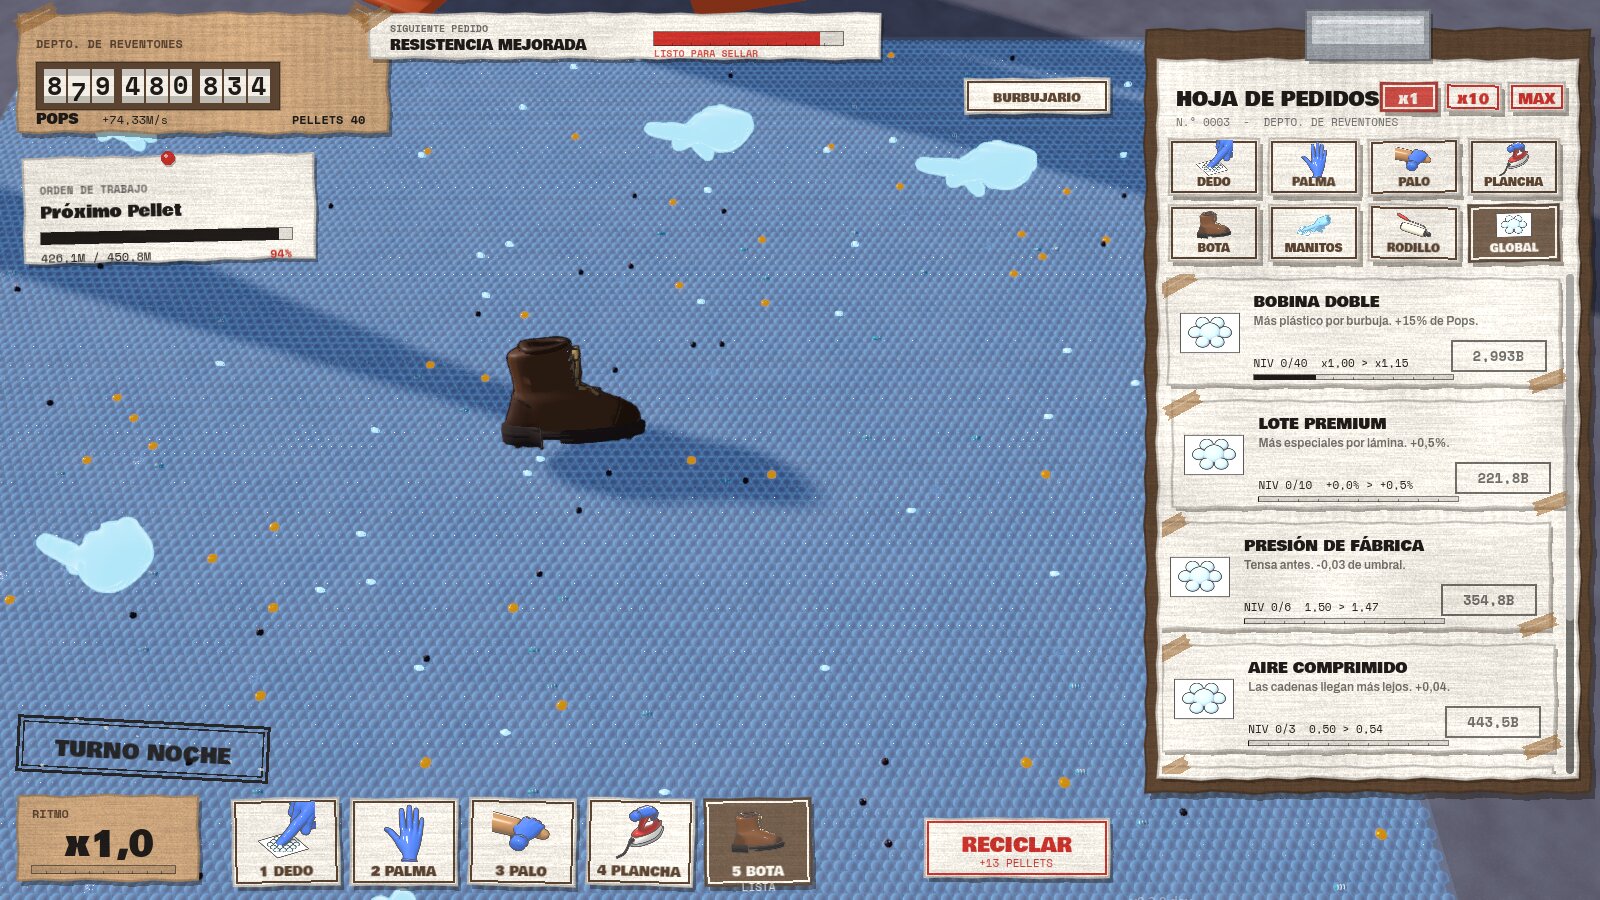 DEPTO. DE REVENTONES
879 480 834
POPS +74,33M/s PELLETS 40
SIGUIENTE PEDIDO
RESISTENCIA MEJORADA
LISTO PARA SELLAR
ORDEN DE TRABAJO
Próximo Pellet
426,1M / 450,8M 94%
BURBUJARIO
HOJA DE PEDIDOS x1 x10 MAX
N.° 0003 - DEPTO. DE REVENTONES
DEDO PALMA PALO PLANCHA
BOTA MANITOS RODILLO GLOBAL
BOBINA DOBLE
Más plástico por burbuja. +15% de Pops.
NIV 0/40 x1,00 > x1,15 2,993B
LOTE PREMIUM
Más especiales por lámina. +0,5%.
NIV 0/10 +0,0% > +0,5% 221,8B
PRESIÓN DE FÁBRICA
Tensa antes. -0,03 de umbral.
NIV 0/6 1,50 > 1,47 354,8B
AIRE COMPRIMIDO
Las cadenas llegan más lejos. +0,04.
NIV 0/3 0,50 > 0,54 443,5B
TURNO NOCHE
RITMO
x1,0
1 DEDO 2 PALMA 3 PALO 4 PLANCHA 5 BOTA
LISTA
RECICLAR
+13 PELLETS